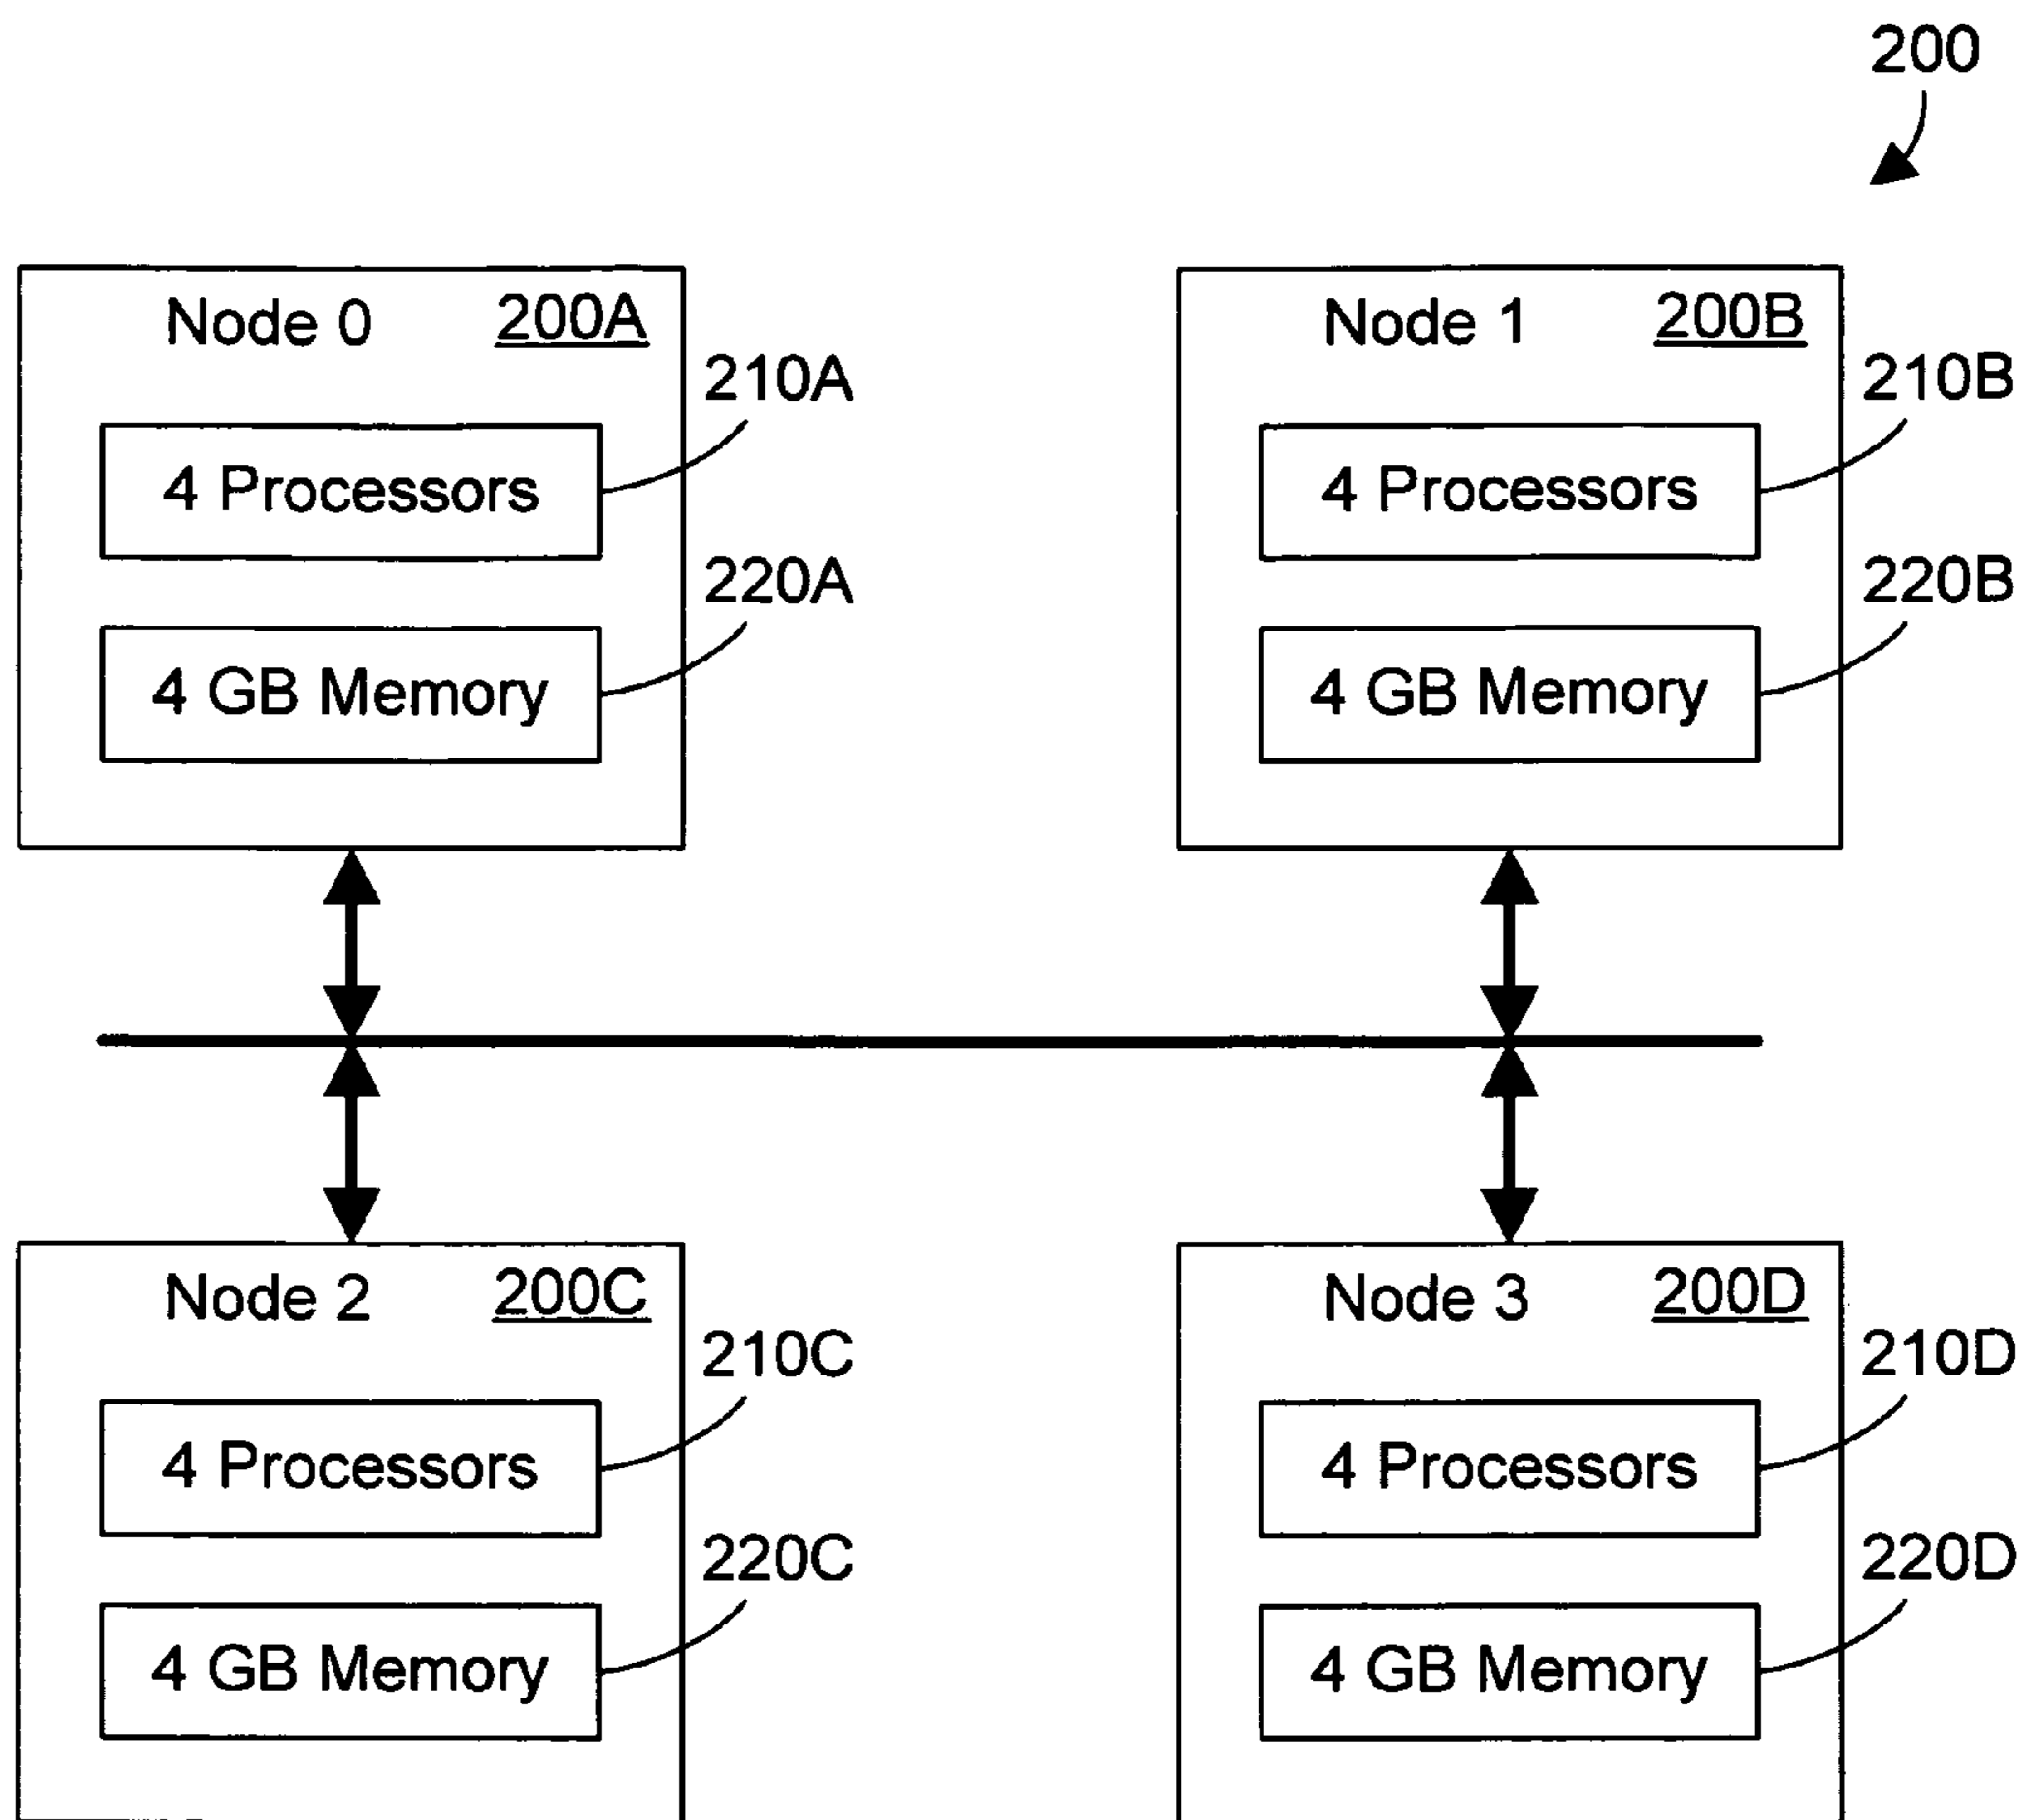 200
Node 0 200A
210A
4 Processors
220A
4 GB Memory
Node 1 200B
210B
4 Processors
220B
4 GB Memory
Node 2 200C
210C
4 Processors
220C
4 GB Memory
Node 3 200D
210D
4 Processors
220D
4 GB Memory